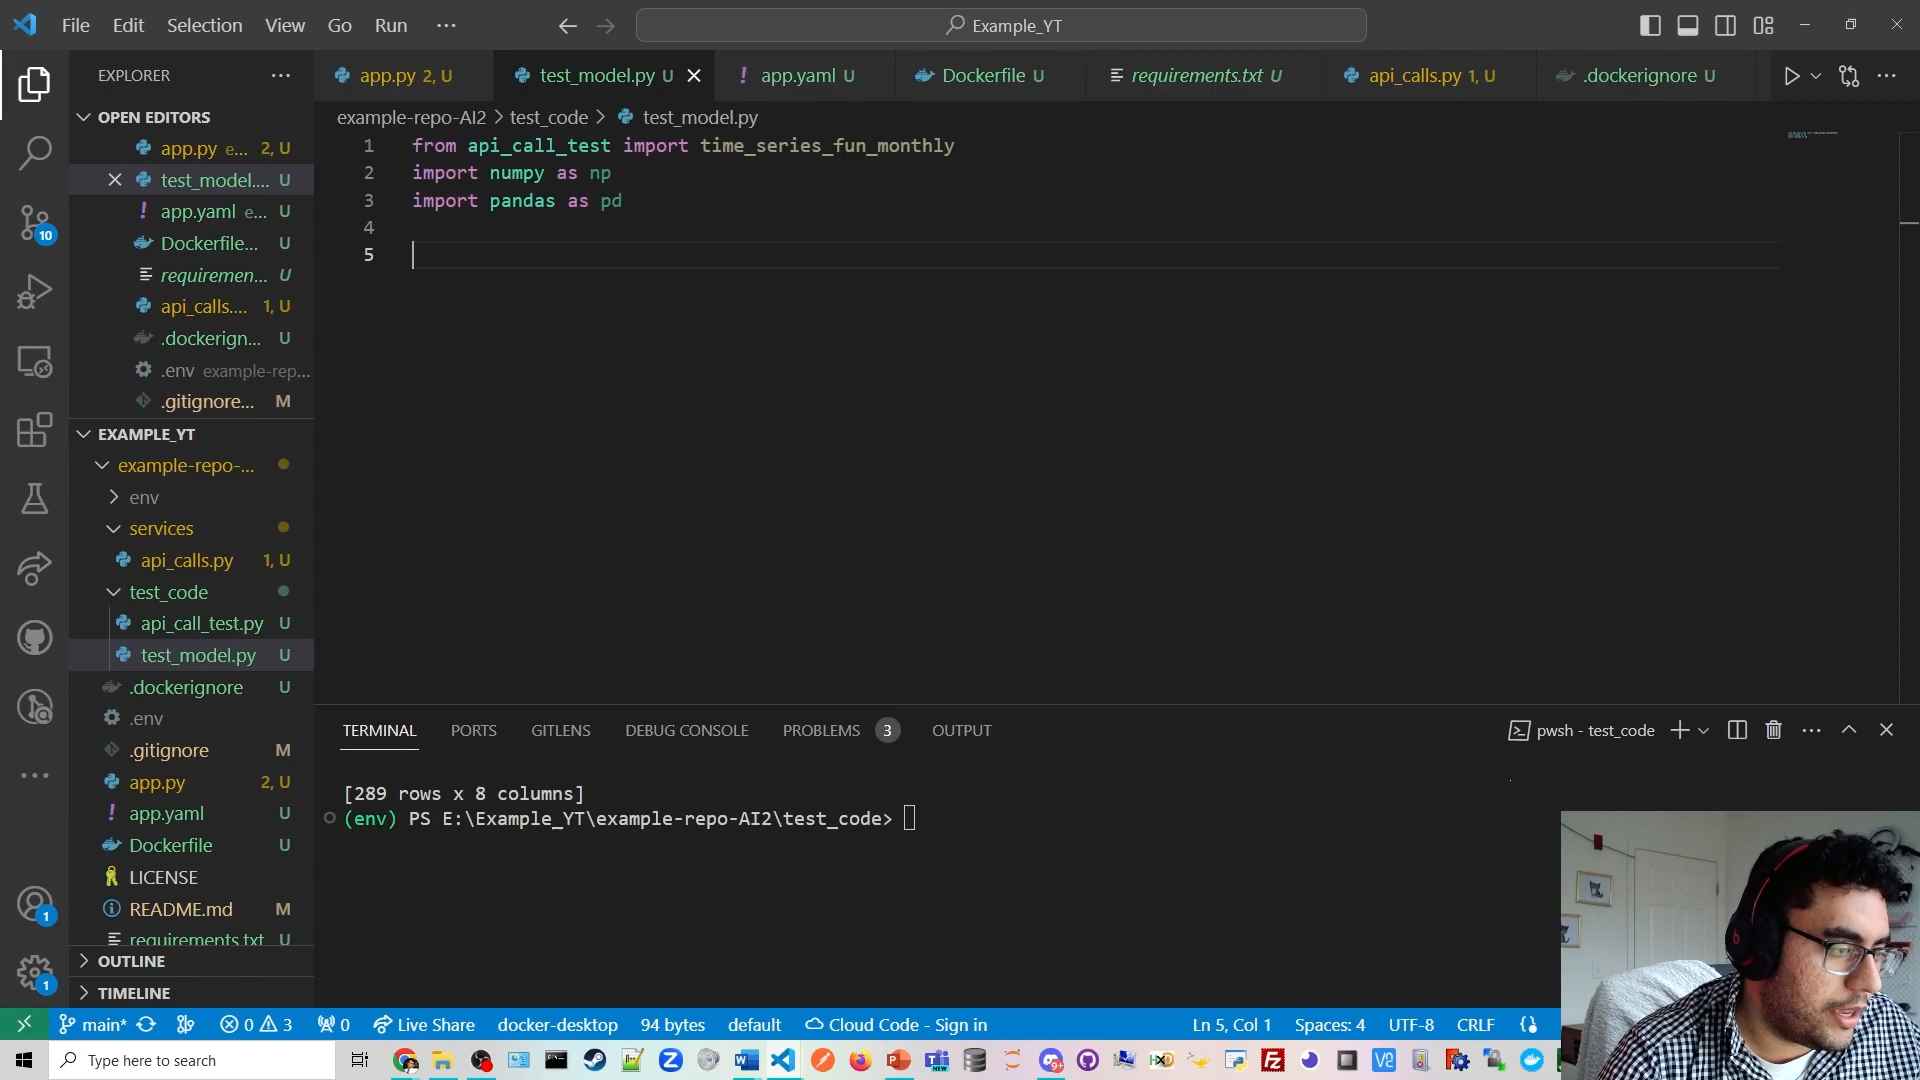 File Edit Selection View Go Run ···
Example_YT
EXPLORER ···
app.py 2, U
test_model.py U
! app.yaml U
Dockerfile U
requirements.txt U
api_calls.py 1, U
.dockerignore U
OPEN EDITORS
app.py e... 2, U
test_model.... U
! app.yaml e... U
Dockerfile... U
requiremen... U
api_calls.... 1, U
.dockerign... U
.env example-rep...
.gitignore... M
EXAMPLE_YT
example-repo-...
env
services
api_calls.py 1, U
test_code
api_call_test.py U
test_model.py U
.dockerignore U
.env
.gitignore M
app.py 2, U
! app.yaml U
Dockerfile U
LICENSE
README.md M
requirements.txt U
OUTLINE
TIMELINE
10
1
1
example-repo-AI2 > test_code > test_model.py
1 from api_call_test import time_series_fun_monthly
2 import numpy as np
3 import pandas as pd
4
5
TERMINAL PORTS GITLENS DEBUG CONSOLE PROBLEMS 3 OUTPUT
pwsh - test_code
[289 rows x 8 columns]
(env) PS E:\Example_YT\example-repo-AI2\test_code>
main* 0 3 0 Live Share docker-desktop 94 bytes default Cloud Code - Sign in
Ln 5, Col 1 Spaces: 4 UTF-8 CRLF
Type here to search